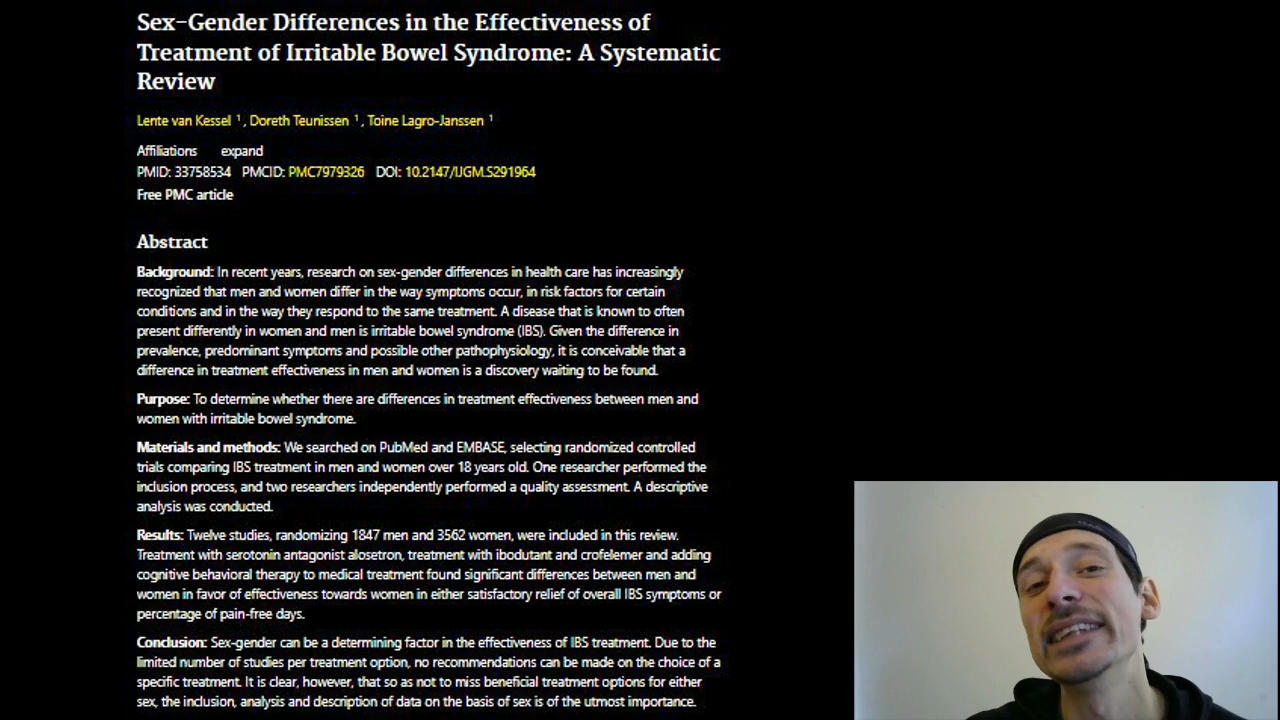 Sex-Gender Differences in the Effectiveness of
Treatment of Irritable Bowel Syndrome: A Systematic
Review
Lente van Kessel ¹, Doreth Teunissen ¹, Toine Lagro-Janssen ¹
Affiliations expand
PMID: 33758534 PMCID: PMC7979326 DOI: 10.2147/IJGM.S291964
Free PMC article
Abstract
Background: In recent years, research on sex-gender differences in health care has increasingly
recognized that men and women differ in the way symptoms occur, in risk factors for certain
conditions and in the way they respond to the same treatment. A disease that is known to often
present differently in women and men is irritable bowel syndrome (IBS). Given the difference in
prevalence, predominant symptoms and possible other pathophysiology, it is conceivable that a
difference in treatment effectiveness in men and women is a discovery waiting to be found.
Purpose: To determine whether there are differences in treatment effectiveness between men and
women with irritable bowel syndrome.
Materials and methods: We searched on PubMed and EMBASE, selecting randomized controlled
trials comparing IBS treatment in men and women over 18 years old. One researcher performed the
inclusion process, and two researchers independently performed a quality assessment. A descriptive
analysis was conducted.
Results: Twelve studies, randomizing 1847 men and 3562 women, were included in this review.
Treatment with serotonin antagonist alosetron, treatment with ibodutant and crofelemer and adding
cognitive behavioral therapy to medical treatment found significant differences between men and
women in favor of effectiveness towards women in either satisfactory relief of overall IBS symptoms or
percentage of pain-free days.
Conclusion: Sex-gender can be a determining factor in the effectiveness of IBS treatment. Due to the
limited number of studies per treatment option, no recommendations can be made on the choice of a
specific treatment. It is clear, however, that so as not to miss beneficial treatment options for either
sex, the inclusion, analysis and description of data on the basis of sex is of the utmost importance.